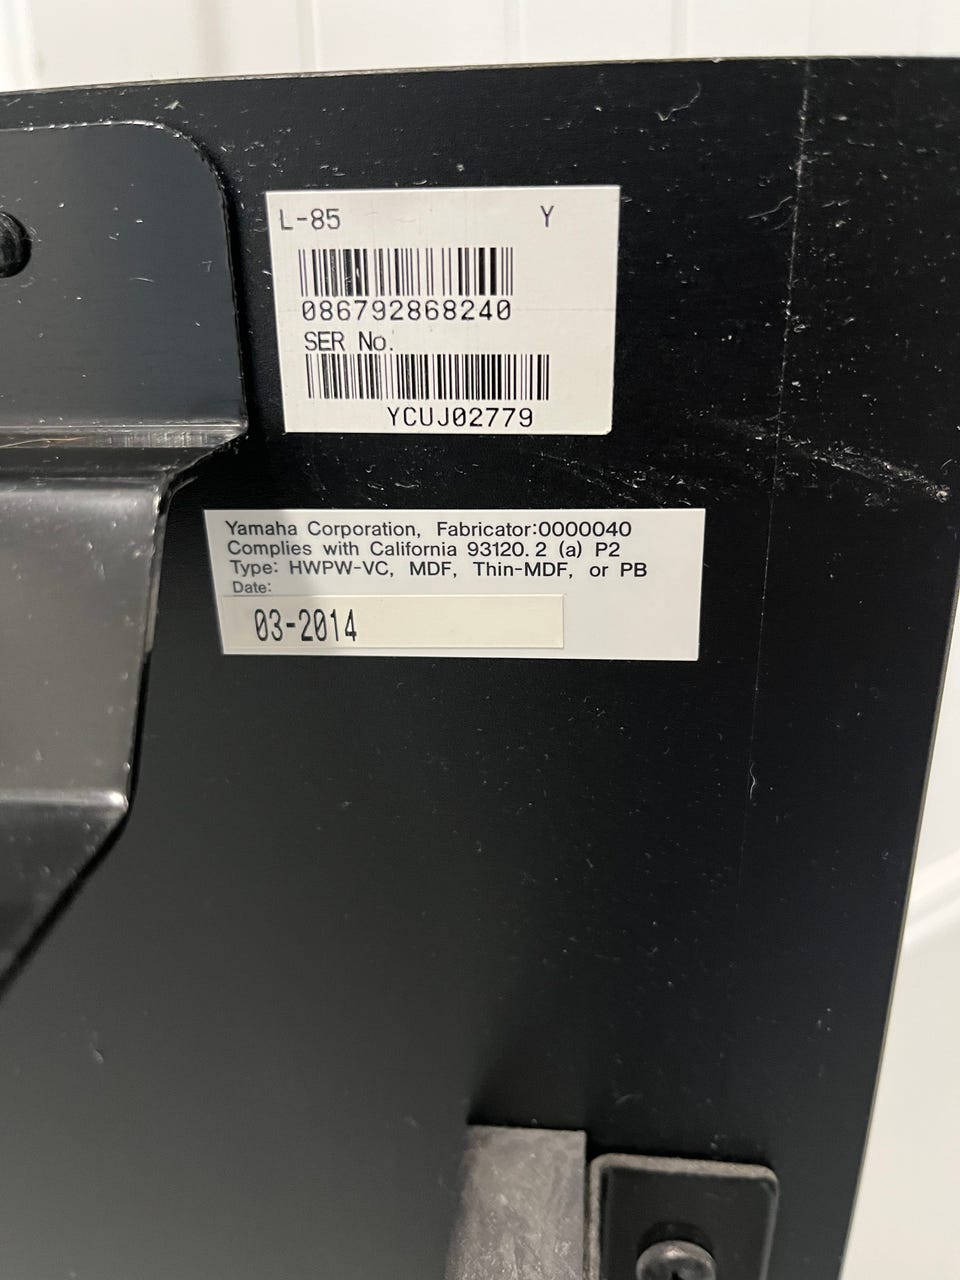 L-85 Y
086792868240
SER No.
YCUJ02779
Yamaha Corporation, Fabricator:0000040
Complies with California 93120.2 (a) P2
Type: HWPW-VC, MDF, Thin-MDF, or PB
Date:
03-2014